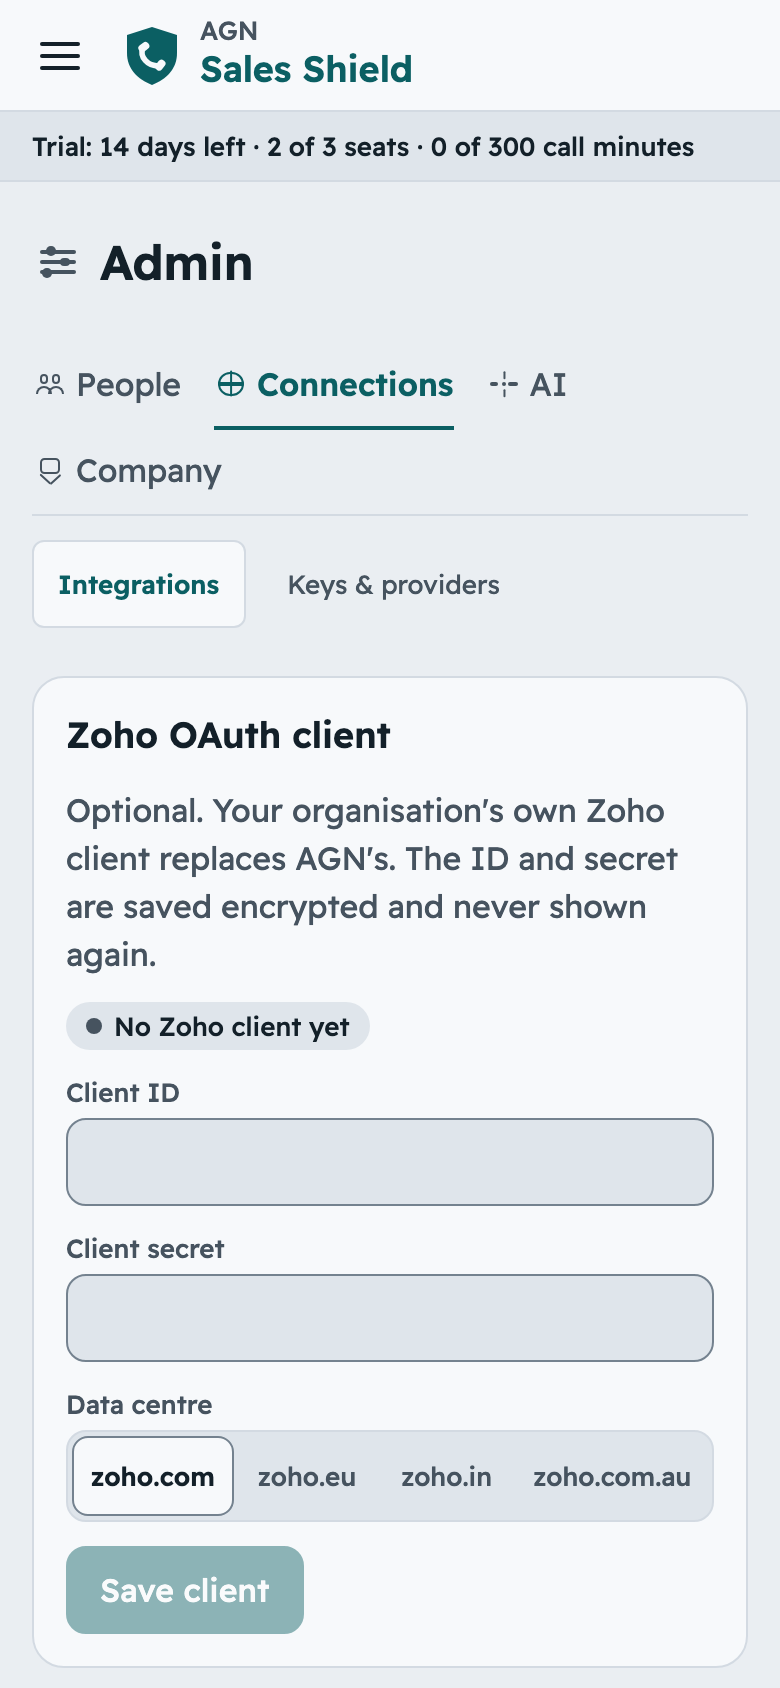 AGN
Sales Shield
Trial: 14 days left · 2 of 3 seats · 0 of 300 call minutes
Admin
People
Connections
AI
Company
Integrations
Keys & providers
Zoho OAuth client
Optional. Your organisation's own Zoho
client replaces AGN's. The ID and secret
are saved encrypted and never shown
again.
No Zoho client yet
Client ID
Client secret
Data centre
zoho.com
zoho.eu
zoho.in
zoho.com.au
Save client